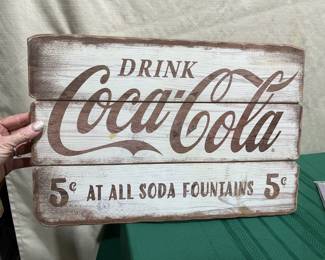 DRINK
Coca-Cola
5¢ AT ALL SODA FOUNTAINS 5¢